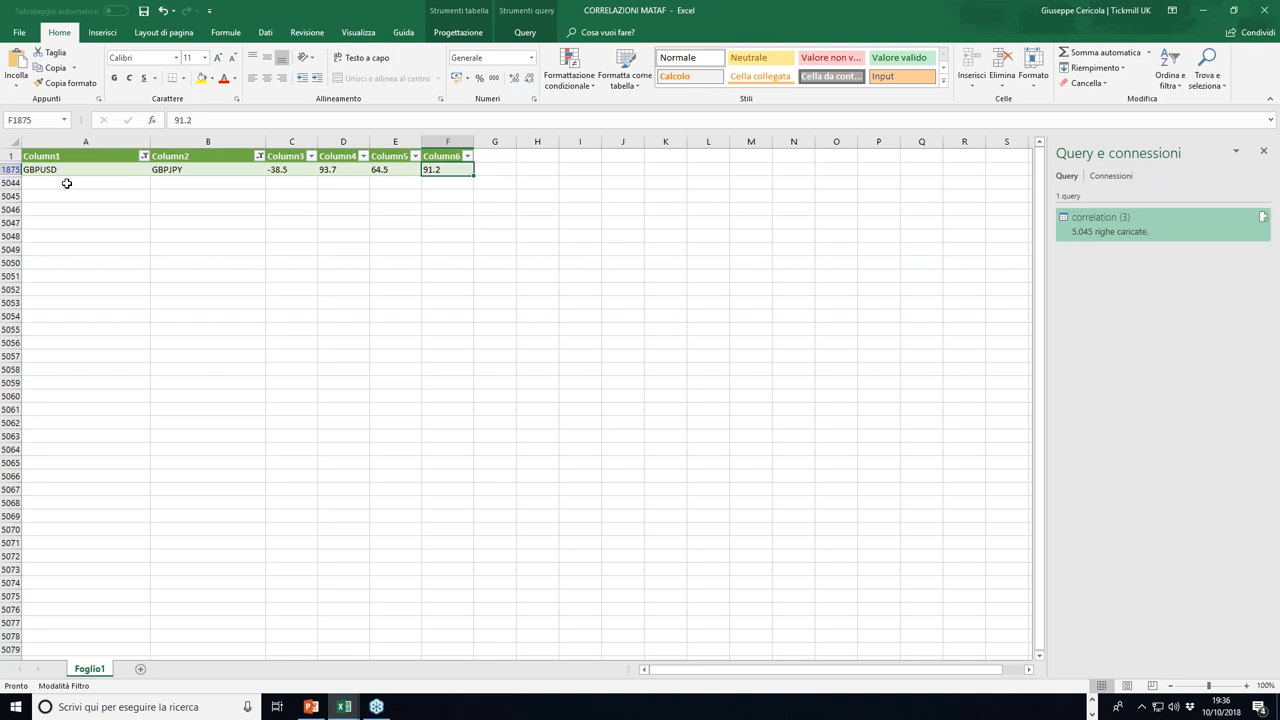 Salvataggio automatico
Strumenti tabella
Strumenti query
CORRELAZIONI MATAF - Excel
Giuseppe Cericola | Tickmill UK
File
Home
Inserisci
Layout di pagina
Formule
Dati
Revisione
Visualizza
Guida
Progettazione
Query
Cosa vuoi fare?
Condividi
Incolla
Taglia
Copia
Copia formato
Appunti
Calibri
11
G C S
Carattere
Testo a capo
Unisci e allinea al centro
Allineamento
Generale
Numeri
Formattazione condizionale
Formatta come tabella
Normale
Neutrale
Valore non v...
Valore valido
Calcolo
Cella collegata
Cella da cont...
Input
Stili
Inserisci
Elimina
Formato
Celle
Somma automatica
Riempimento
Cancella
Ordina e filtra
Trova e seleziona
Modifica
F1875
fx
91.2
A B C D E F G H I J K L M N O P Q R S
1 Column1 Column2 Column3 Column4 Column5 Column6
1875 GBPUSD GBPJPY -38.5 93.7 64.5 91.2
5044
5045
5046
5047
5048
5049
5050
5051
5052
5053
5054
5055
5056
5057
5058
5059
5060
5061
5062
5063
5064
5065
5066
5067
5068
5069
5070
5071
5072
5073
5074
5075
5076
5077
5078
5079
Query e connessioni
Query
Connessioni
1 query
correlation (3)
5.045 righe caricate.
Foglio1
Pronto
Modalità Filtro
100%
Scrivi qui per eseguire la ricerca
19:36
10/10/2018
4